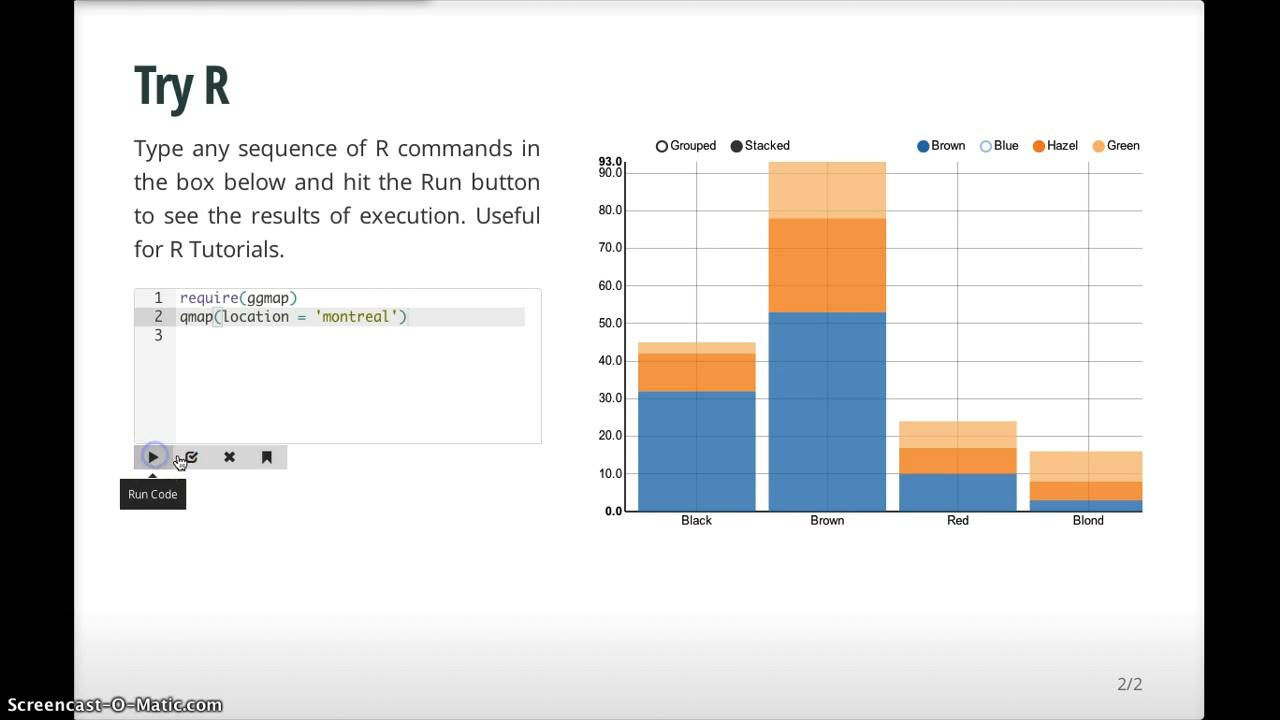 Try R
Type any sequence of R commands in
the box below and hit the Run button
to see the results of execution. Useful
for R Tutorials.
1 require(ggmap)
2 qmap(location = 'montreal')
3
Run Code
Grouped Stacked Brown Blue Hazel Green
93.0
90.0
80.0
70.0
60.0
50.0
40.0
30.0
20.0
10.0
0.0
Black Brown Red Blond
2/2
Screencast-O-Matic.com